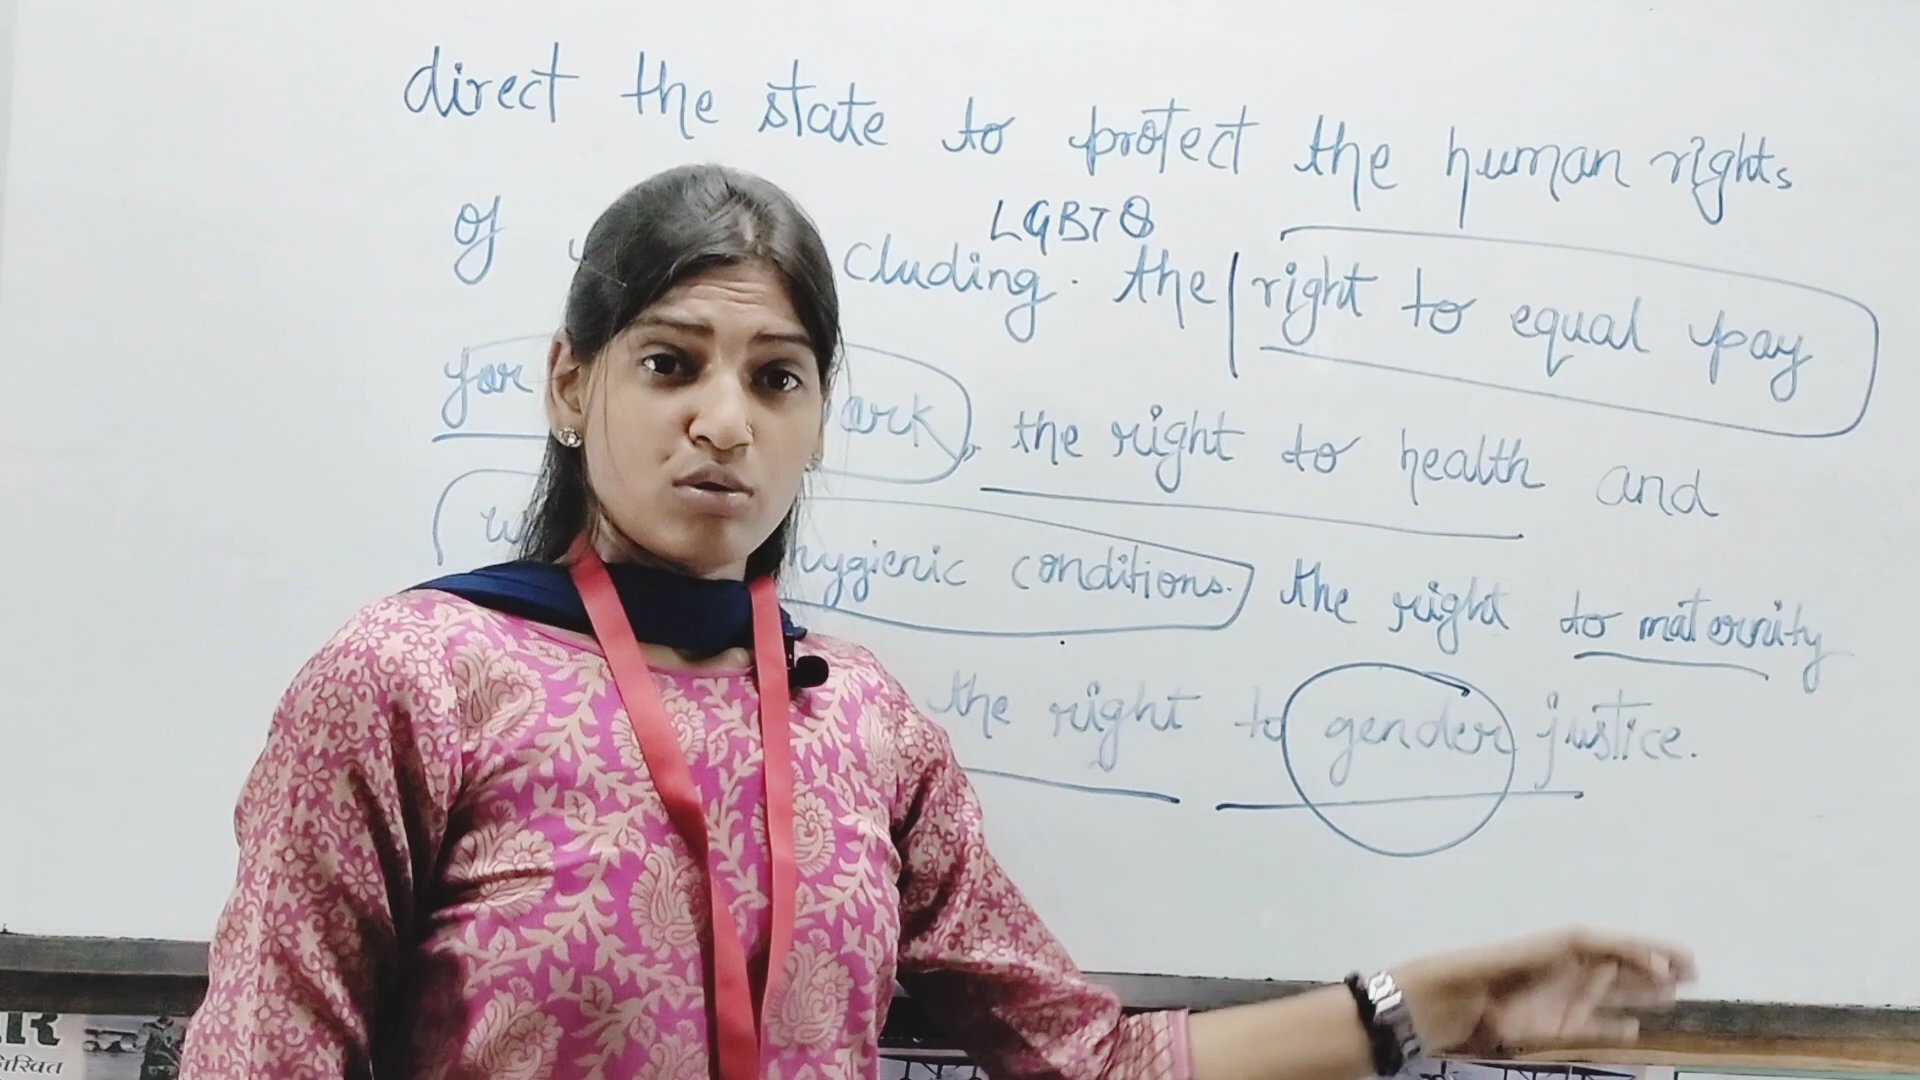 direct the state to protect the human rights
LGBTQ
of cluding. the right to equal pay
for ark, the right to health and
hygienic conditions. the right to maternity
the right to gender justice.
R
लिखित